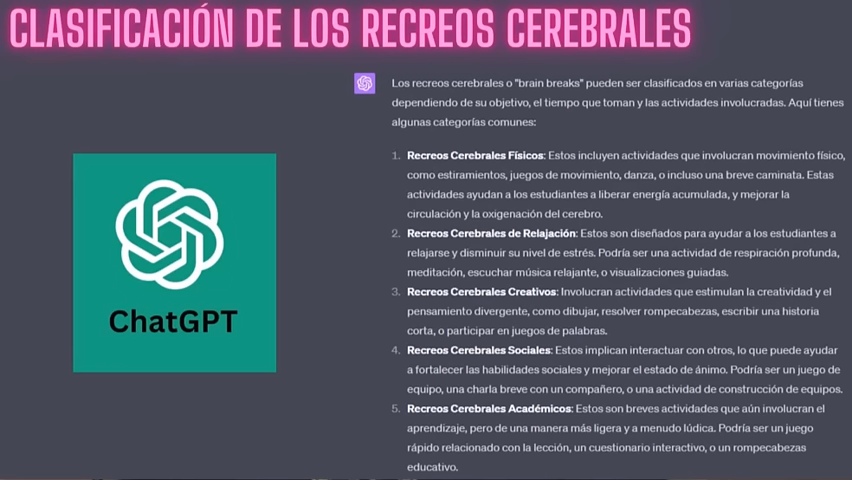 CLASIFICACIÓN DE LOS RECREOS CEREBRALES
ChatGPT
Los recreos cerebrales o "brain breaks" pueden ser clasificados en varias categorías
dependiendo de su objetivo, el tiempo que toman y las actividades involucradas. Aquí tienes
algunas categorías comunes:
1. Recreos Cerebrales Físicos: Estos incluyen actividades que involucran movimiento físico,
como estiramientos, juegos de movimiento, danza, o incluso una breve caminata. Estas
actividades ayudan a los estudiantes a liberar energía acumulada, y mejorar la
circulación y la oxigenación del cerebro.
2. Recreos Cerebrales de Relajación: Estos son diseñados para ayudar a los estudiantes a
relajarse y disminuir su nivel de estrés. Podría ser una actividad de respiración profunda,
meditación, escuchar música relajante, o visualizaciones guiadas.
3. Recreos Cerebrales Creativos: Involucran actividades que estimulan la creatividad y el
pensamiento divergente, como dibujar, resolver rompecabezas, escribir una historia
corta, o participar en juegos de palabras.
4. Recreos Cerebrales Sociales: Estos implican interactuar con otros, lo que puede ayudar
a fortalecer las habilidades sociales y mejorar el estado de ánimo. Podría ser un juego de
equipo, una charla breve con un compañero, o una actividad de construcción de equipos.
5. Recreos Cerebrales Académicos: Estos son breves actividades que aún involucran el
aprendizaje, pero de una manera más ligera y a menudo lúdica. Podría ser un juego
rápido relacionado con la lección, un cuestionario interactivo, o un rompecabezas
educativo.